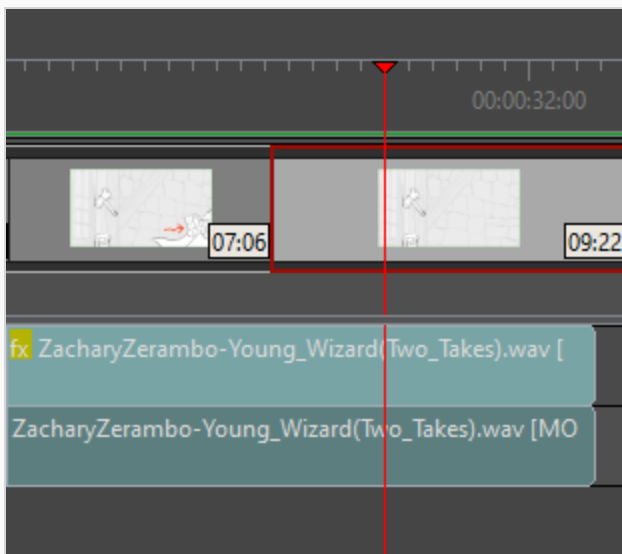 00:00:32:00
07:06
09:22
fx ZacharyZerambo-Young_Wizard(Two_Takes).wav [
ZacharyZerambo-Young_Wizard(Two_Takes).wav [MO